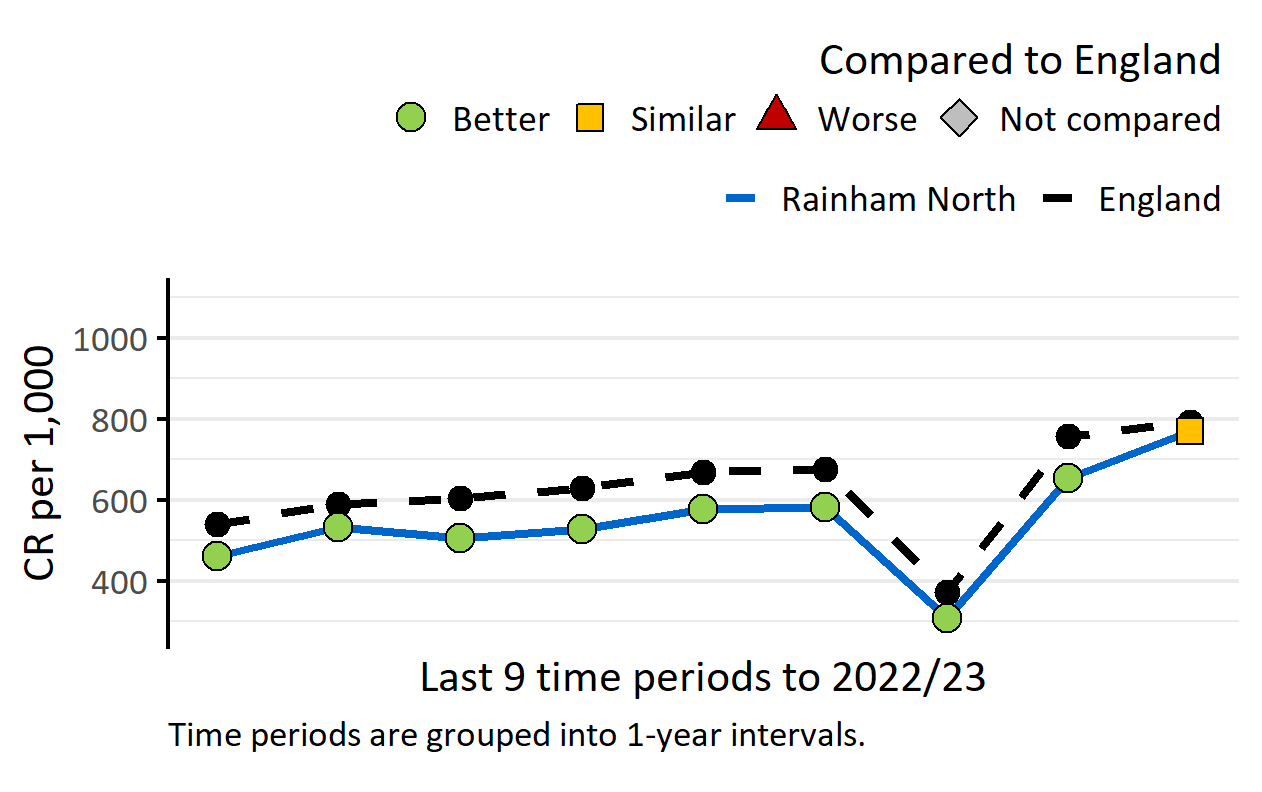 Compared to England
Better Similar Worse Not compared
Rainham North England
CR per 1,000
1000
800
600
400
Last 9 time periods to 2022/23
Time periods are grouped into 1-year intervals.